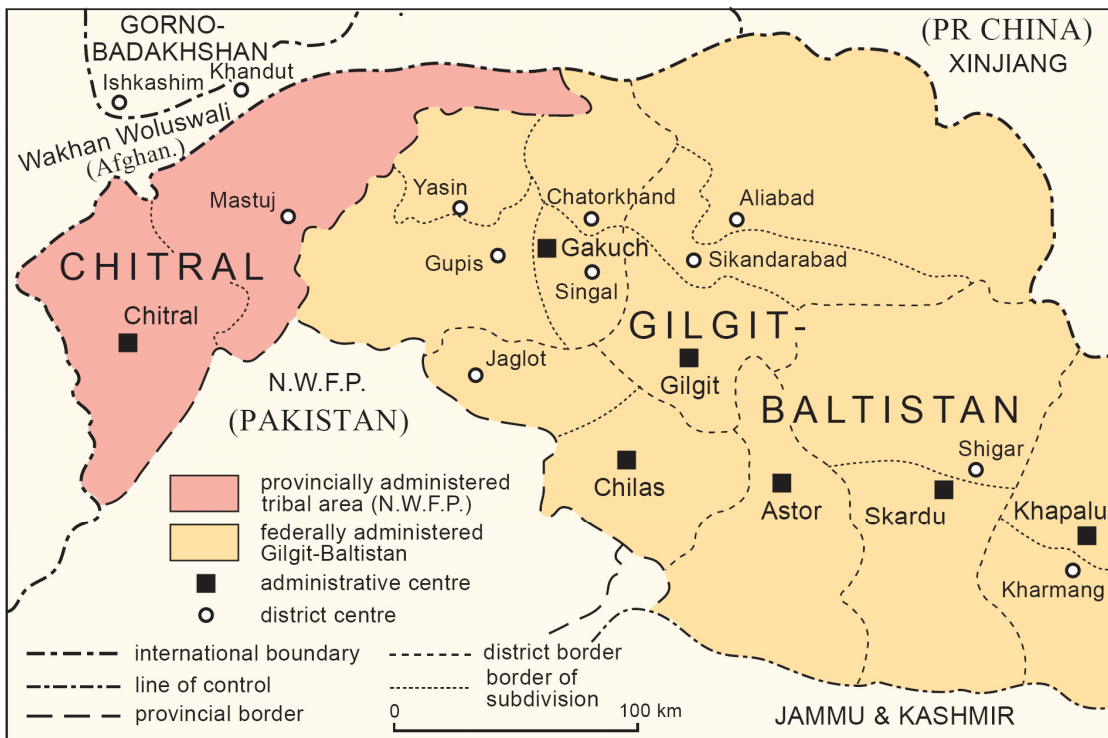 GORNO-
BADAKHSHAN
Ishkashim
Khandut
(PR CHINA)
XINJIANG
Wakhan Woluswali
(Afghan.)
Mastuj
Yasin
Chatorkhand
Aliabad
CHITRAL
Gupis
Gakuch
Singal
Sikandarabad
Chitral
GILGIT-
Jaglot
Gilgit
N.W.F.P.
(PAKISTAN)
BALTISTAN
Shigar
Chilas
Astor
Skardu
Khapalu
Kharmang
provincially administered
tribal area (N.W.F.P.)
federally administered
Gilgit-Baltistan
administrative centre
district centre
international boundary
line of control
provincial border
district border
border of
subdivision
0 100 km
JAMMU & KASHMIR